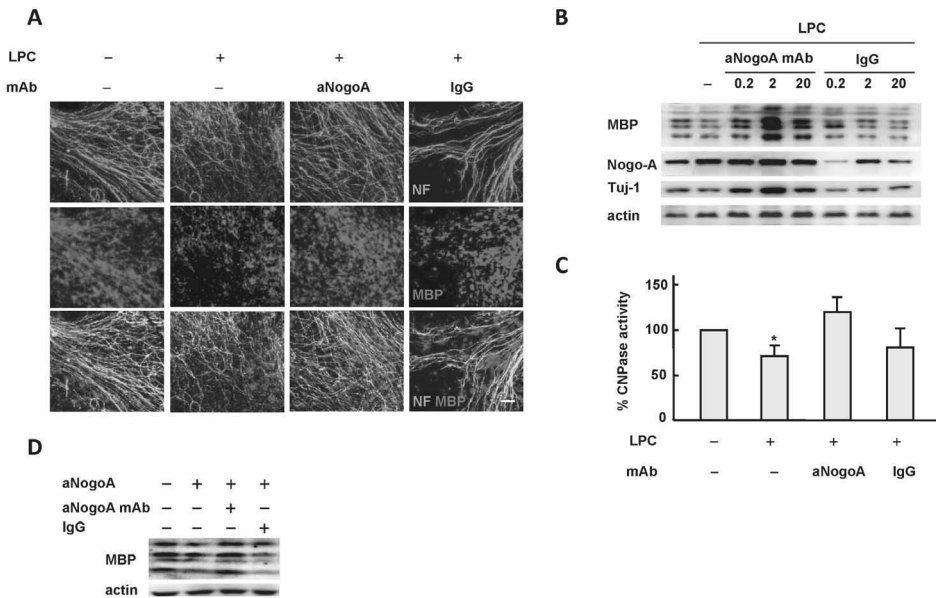 A
LPC – + + +
mAb – – aNogoA IgG
NF
MBP
NF MBP
B
LPC
aNogoA mAb IgG
– 0.2 2 20 0.2 2 20
MBP
Nogo-A
Tuj-1
actin
C
% CNPase activity
150
100
50
0
*
LPC – + + +
mAb – – aNogoA IgG
D
aNogoA – + + +
aNogoA mAb – – + –
IgG – – – +
MBP
actin